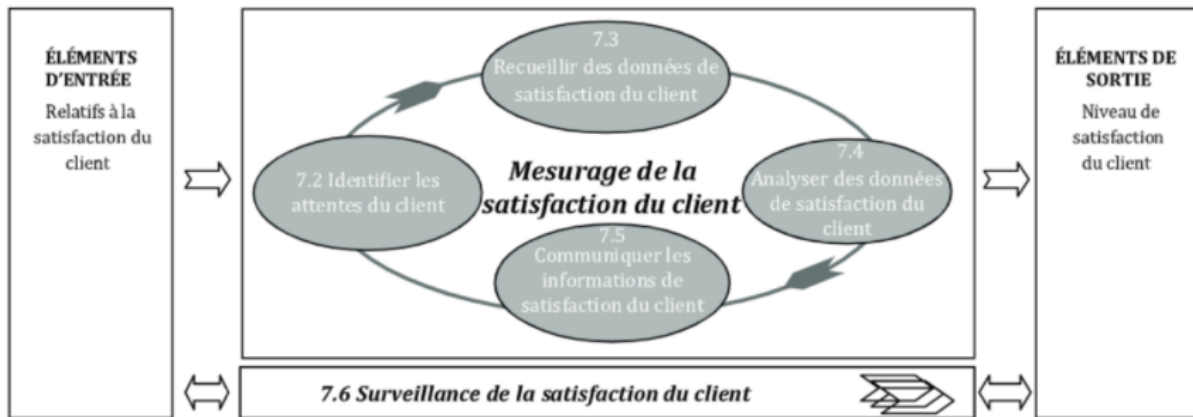 ÉLÉMENTS
D'ENTRÉE
Relatifs à la
satisfaction du
client
7.3
Recueillir des données de
satisfaction du client
7.2 Identifier les
attentes du client
Mesurage de la
satisfaction du client
7.4
Analyser des données
de satisfaction du
client
7.5
Communiquer les
informations de
satisfaction du client
7.6 Surveillance de la satisfaction du client
ÉLÉMENTS DE
SORTIE
Niveau de
satisfaction
du client